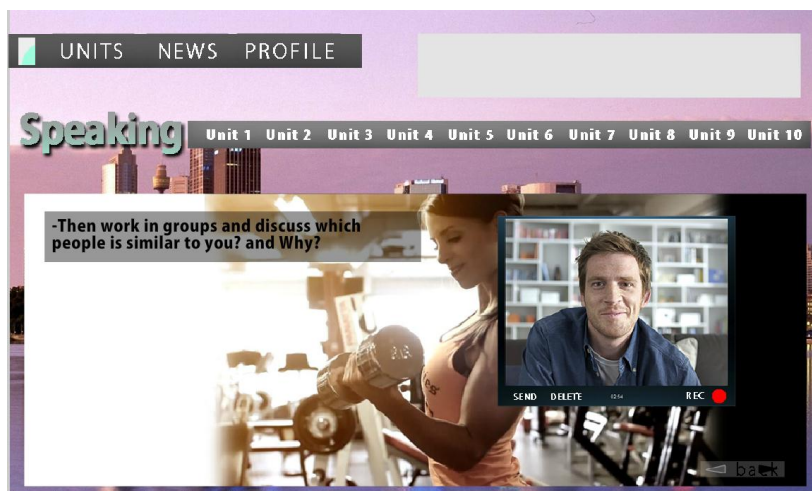 UNITS NEWS PROFILE
Speaking
Unit 1 Unit 2 Unit 3 Unit 4 Unit 5 Unit 6 Unit 7 Unit 8 Unit 9 Unit 10
-Then work in groups and discuss which
people is similar to you? and Why?
SEND DELETE REC
back